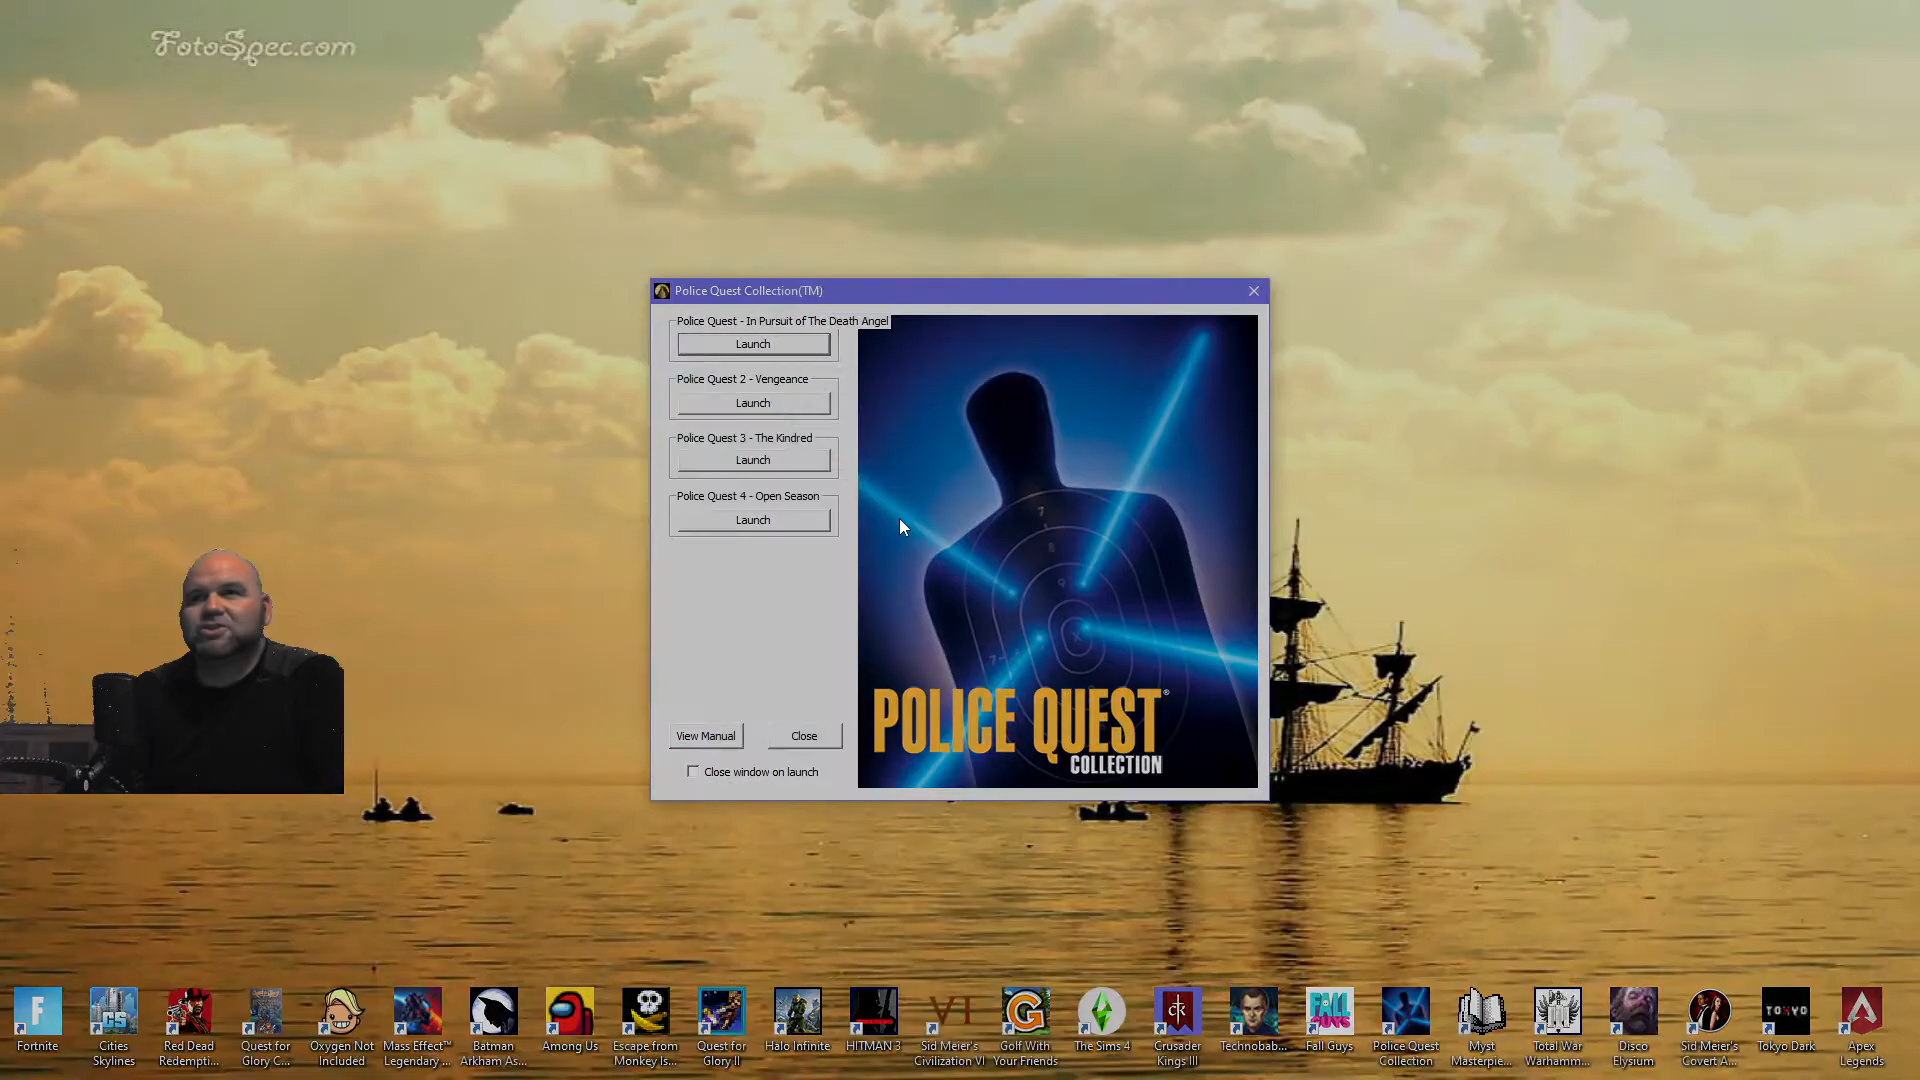 FotoSpec.com
Police Quest Collection(TM)
Police Quest - In Pursuit of The Death Angel
Launch
Police Quest 2 - Vengeance
Launch
Police Quest 3 - The Kindred
Launch
Police Quest 4 - Open Season
Launch
View Manual
Close
Close window on launch
7
8
9
X
7
POLICE QUEST®
COLLECTION
Fortnite
Cities
Skylines
Red Dead
Redempti...
Quest for
Glory C...
Oxygen Not
Included
Mass Effect™
Legendary ...
Batman
Arkham As...
Among Us
Escape from
Monkey Is...
Quest for
Glory II
Halo Infinite
HITMAN 3
Sid Meier's
Civilization VI
Golf With
Your Friends
The Sims 4
Crusader
Kings III
Technobab...
Fall Guys
Police Quest
Collection
Myst
Masterpie...
Total War
Warhamm...
Disco
Elysium
Sid Meier's
Covert A...
Tokyo Dark
Apex
Legends